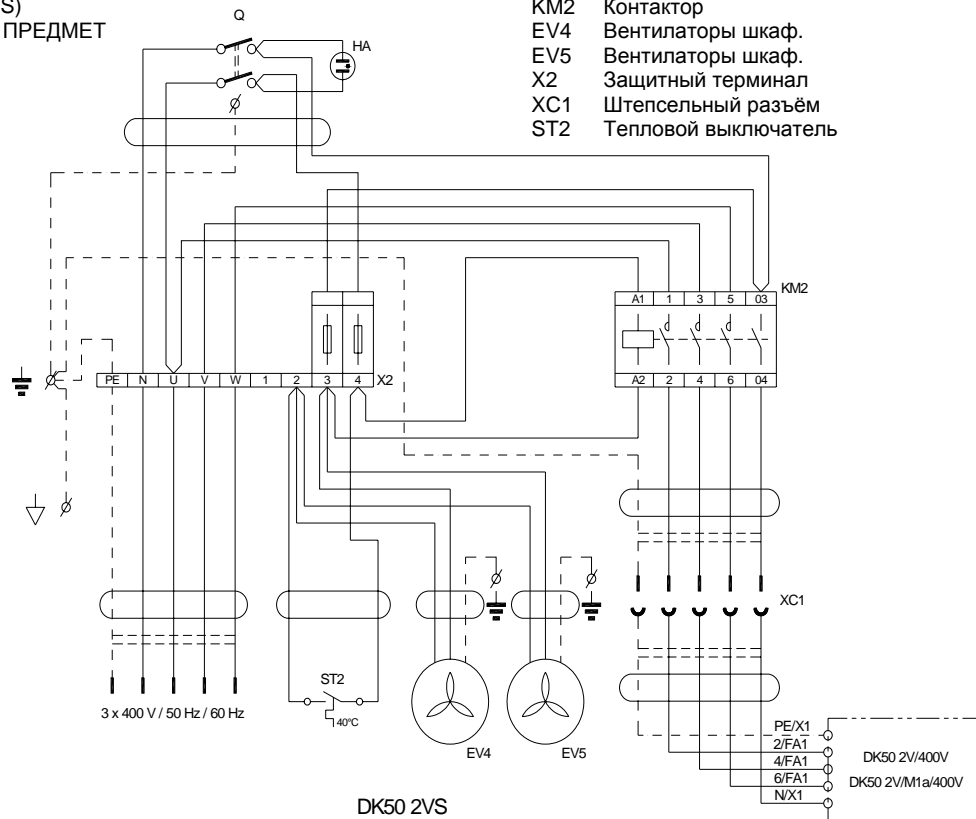 S)
ПРЕДМЕТ
KM2 Контактор
EV4 Вентиляторы шкаф.
EV5 Вентиляторы шкаф.
X2 Защитный терминал
XC1 Штепсельный разъём
ST2 Тепловой выключатель
Q
HA
KM2
A1 1 3 5 03
A2 2 4 6 04
PE N U V W 1 2 3 4 X2
XC1
ST2
40°C
3 x 400 V / 50 Hz / 60 Hz
EV4
EV5
PE/X1
2/FA1
4/FA1
6/FA1
N/X1
DK50 2V/400V
DK50 2V/M1a/400V
DK50 2VS